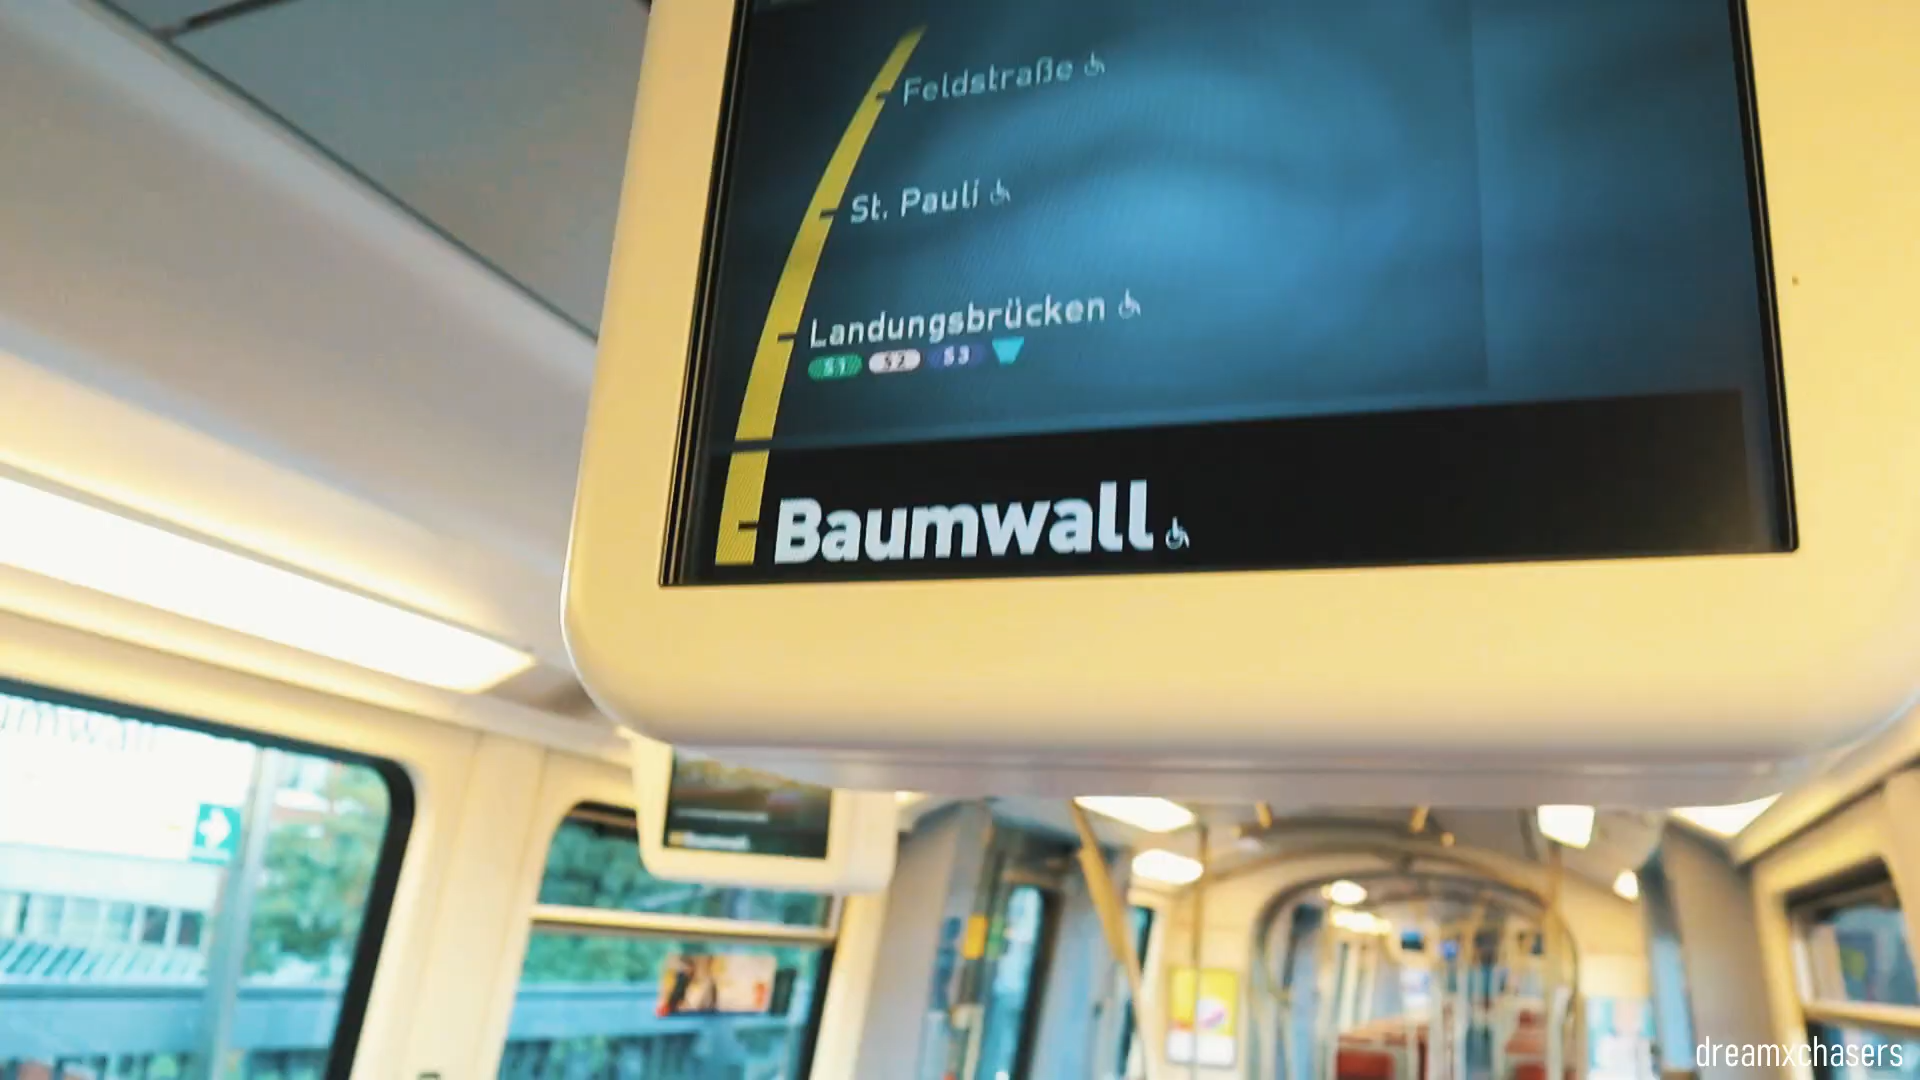 Feldstraße
St. Pauli
Landungsbrücken
S1 S2 S3
Baumwall
dreamxchasers